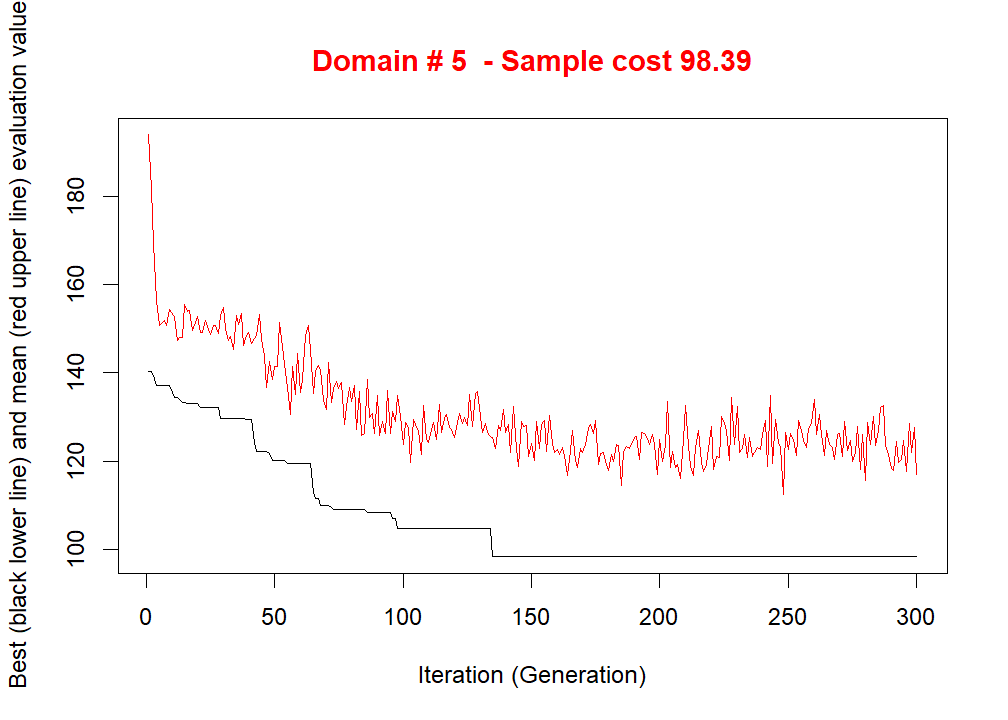 Domain # 5  - Sample cost 98.39
Best (black lower line) and mean (red upper line) evaluation value
180
160
140
120
100
0 50 100 150 200 250 300
Iteration (Generation)